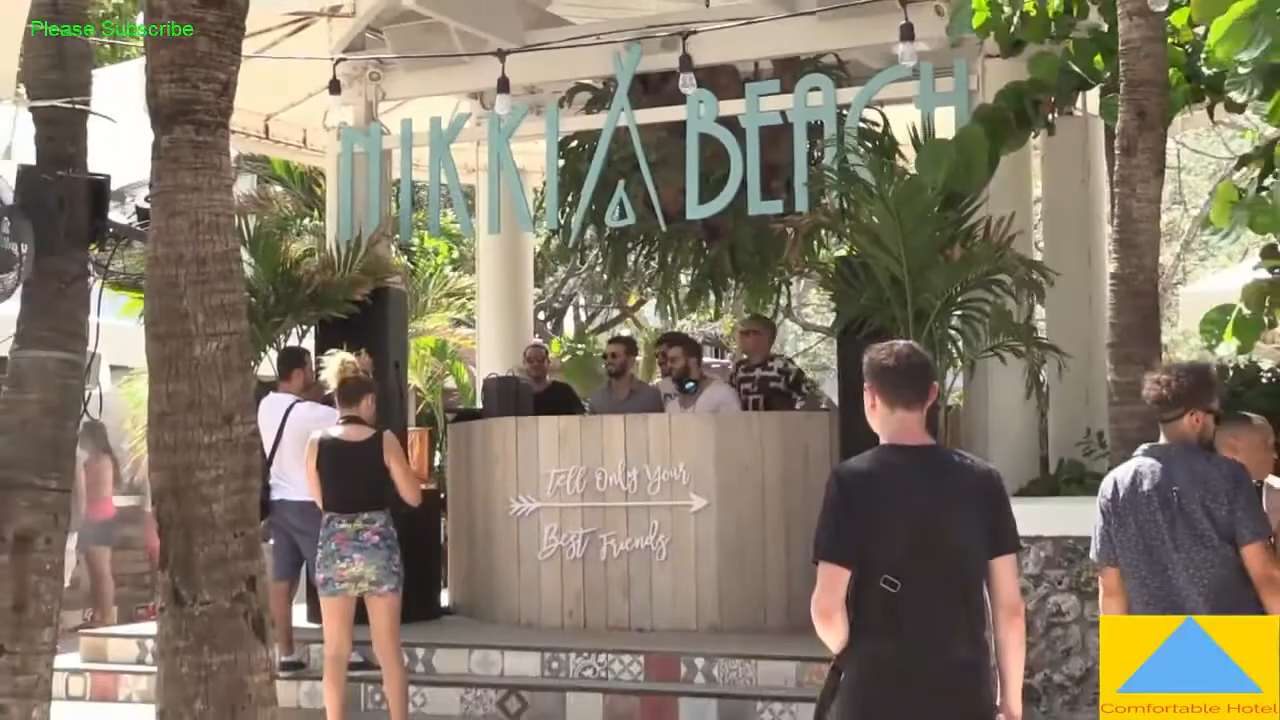 Please Subscribe
NIKKI BEACH
Tell Only Your
Best Friends
Comfortable Hotel